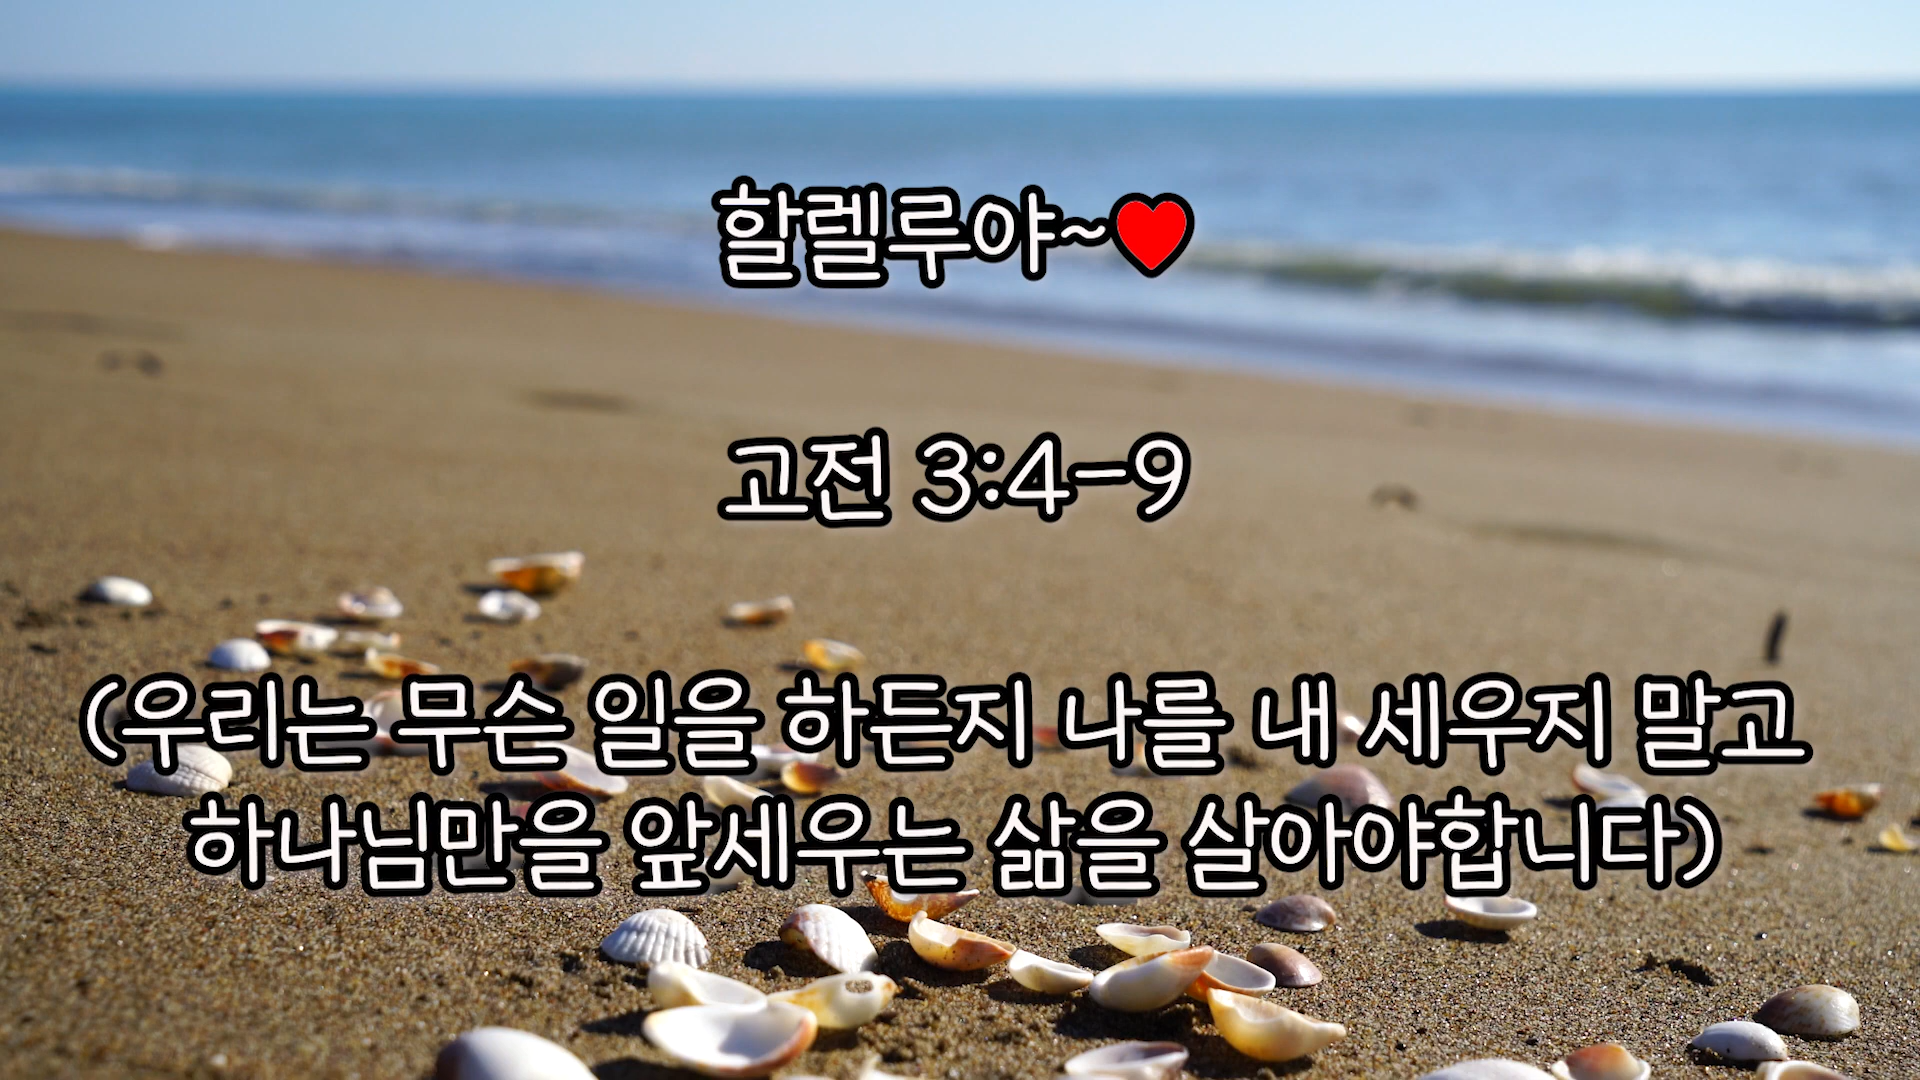 할렐루야~❤
고전 3:4-9
(우리는 무슨 일을 하든지 나를 내 세우지 말고
하나님만을 앞세우는 삶을 살아야합니다)